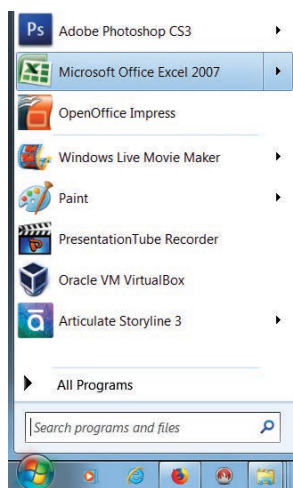 Ps Adobe Photoshop CS3
Microsoft Office Excel 2007
OpenOffice Impress
Windows Live Movie Maker
Paint
PresentationTube Recorder
Oracle VM VirtualBox
ā Articulate Storyline 3
All Programs
Search programs and files